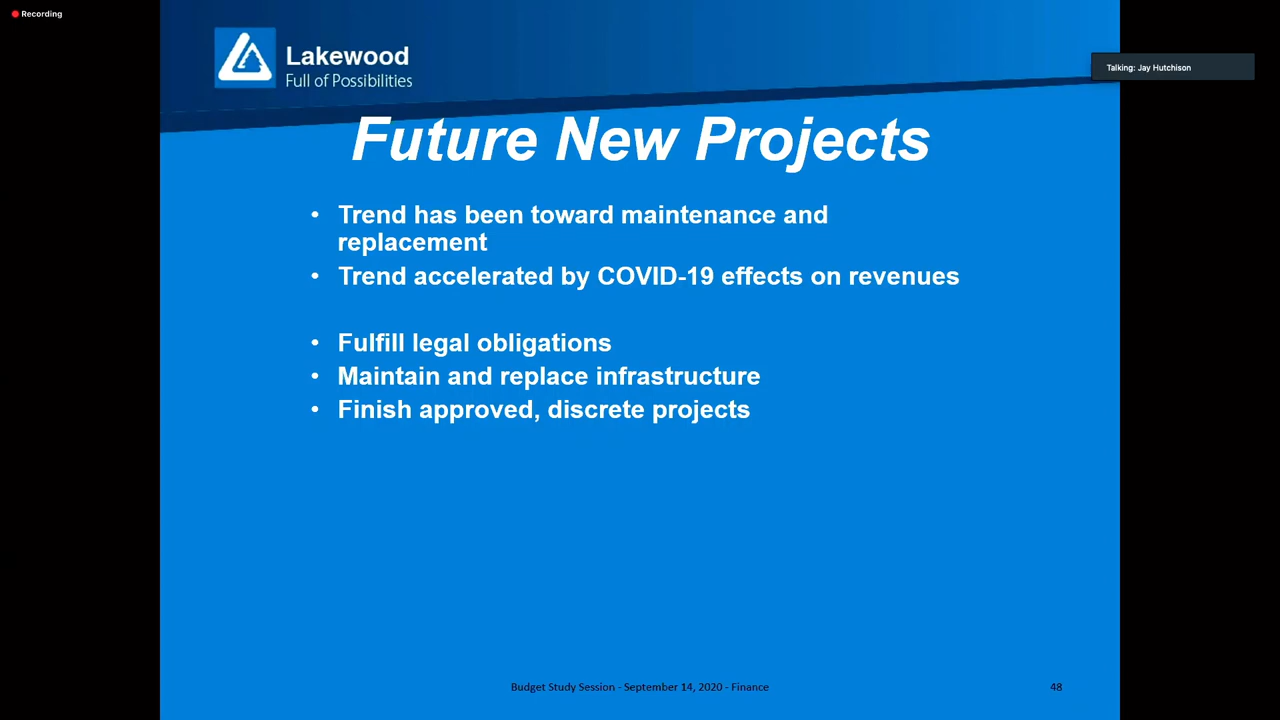 Recording
Lakewood
Full of Possibilities
Talking: Jay Hutchison
Future New Projects
• Trend has been toward maintenance and
replacement
• Trend accelerated by COVID-19 effects on revenues
• Fulfill legal obligations
• Maintain and replace infrastructure
• Finish approved, discrete projects
Budget Study Session - September 14, 2020 - Finance
48